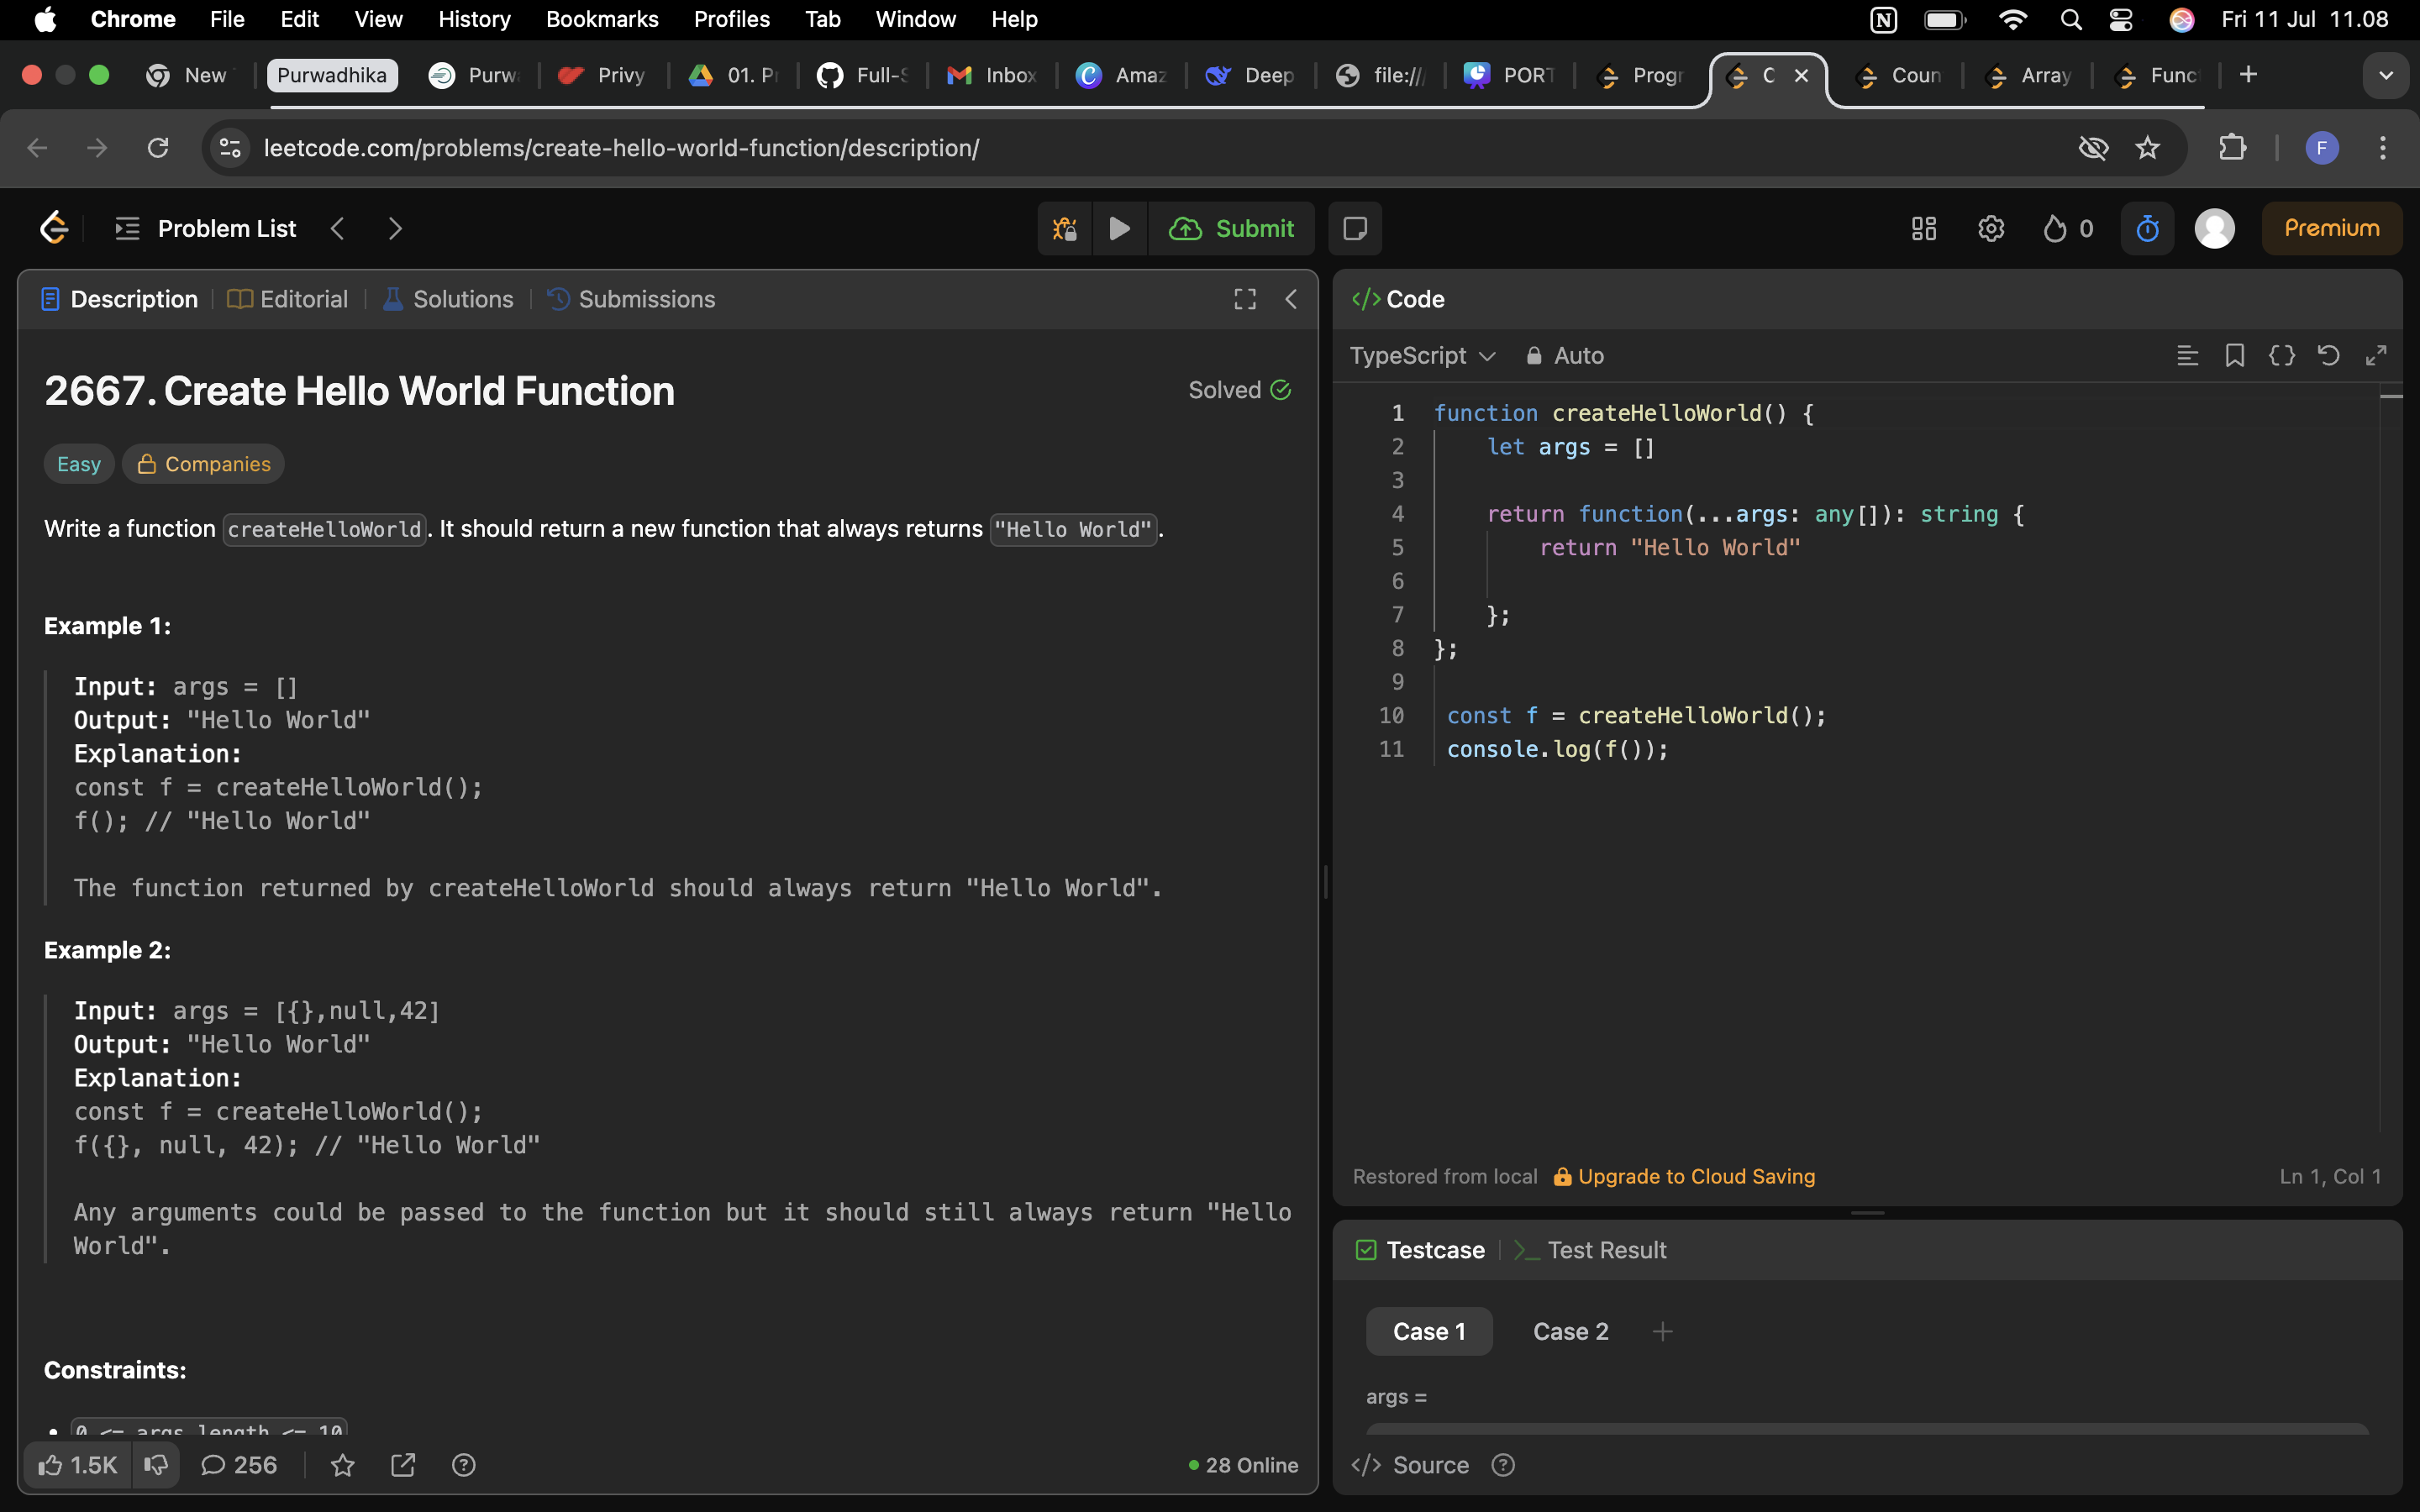 Chrome File Edit View History Bookmarks Profiles Tab Window Help Fri 11 Jul 11.08
New Purwadhika Purwa Privy 01. P Full-S Inbox Amaz Deep file:/// PORT Progr C Coun Array Func
leetcode.com/problems/create-hello-world-function/description/ F
Problem List Submit 0 Premium
Description Editorial Solutions Submissions
2667. Create Hello World Function
Solved
Easy Companies
Write a function createHelloWorld. It should return a new function that always returns "Hello World".
Example 1:
Input: args = []
Output: "Hello World"
Explanation:
const f = createHelloWorld();
f(); // "Hello World"
The function returned by createHelloWorld should always return "Hello World".
Example 2:
Input: args = [{},null,42]
Output: "Hello World"
Explanation:
const f = createHelloWorld();
f({}, null, 42); // "Hello World"
Any arguments could be passed to the function but it should still always return "Hello
World".
Constraints:
0 <= args.length <= 10
1.5K 256 28 Online
Code
TypeScript Auto
1 function createHelloWorld() {
2 let args = []
3
4 return function(...args: any[]): string {
5 return "Hello World"
6
7 };
8 };
9
10 const f = createHelloWorld();
11 console.log(f());
Restored from local Upgrade to Cloud Saving Ln 1, Col 1
Testcase Test Result
Case 1 Case 2
args =
Source